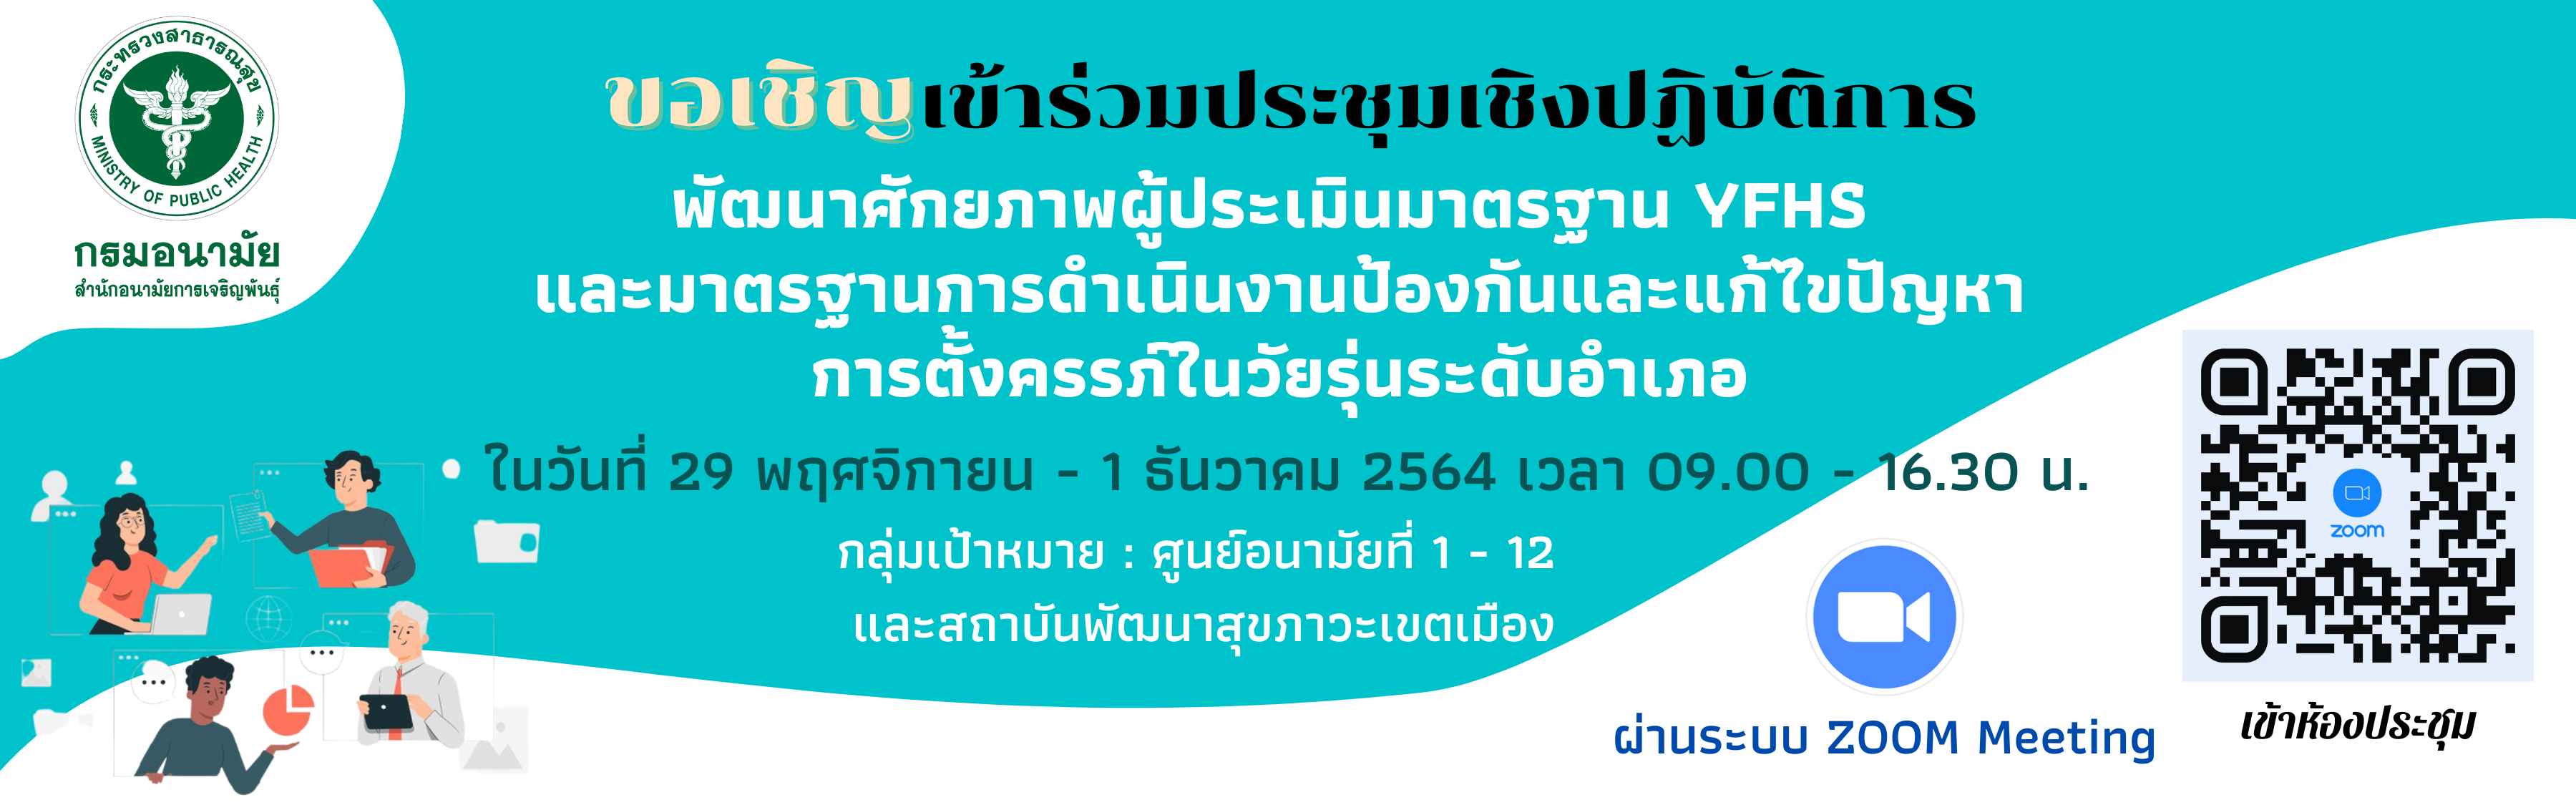 กระทรวงสาธารณสุข
MINISTRY OF PUBLIC HEALTH
กรมอนามัย
สำนักอนามัยการเจริญพันธุ์
ขอเชิญเข้าร่วมประชุมเชิงปฏิบัติการ
พัฒนาศักยภาพผู้ประเมินมาตรฐาน YFHS
และมาตรฐานการดำเนินงานป้องกันและแก้ไขปัญหา
การตั้งครรภ์ในวัยรุ่นระดับอำเภอ
ในวันที่ 29 พฤศจิกายน - 1 ธันวาคม 2564 เวลา 09.00 - 16.30 น.
กลุ่มเป้าหมาย : ศูนย์อนามัยที่ 1 - 12
และสถาบันพัฒนาสุขภาวะเขตเมือง
ผ่านระบบ ZOOM Meeting
zoom
เข้าห้องประชุม